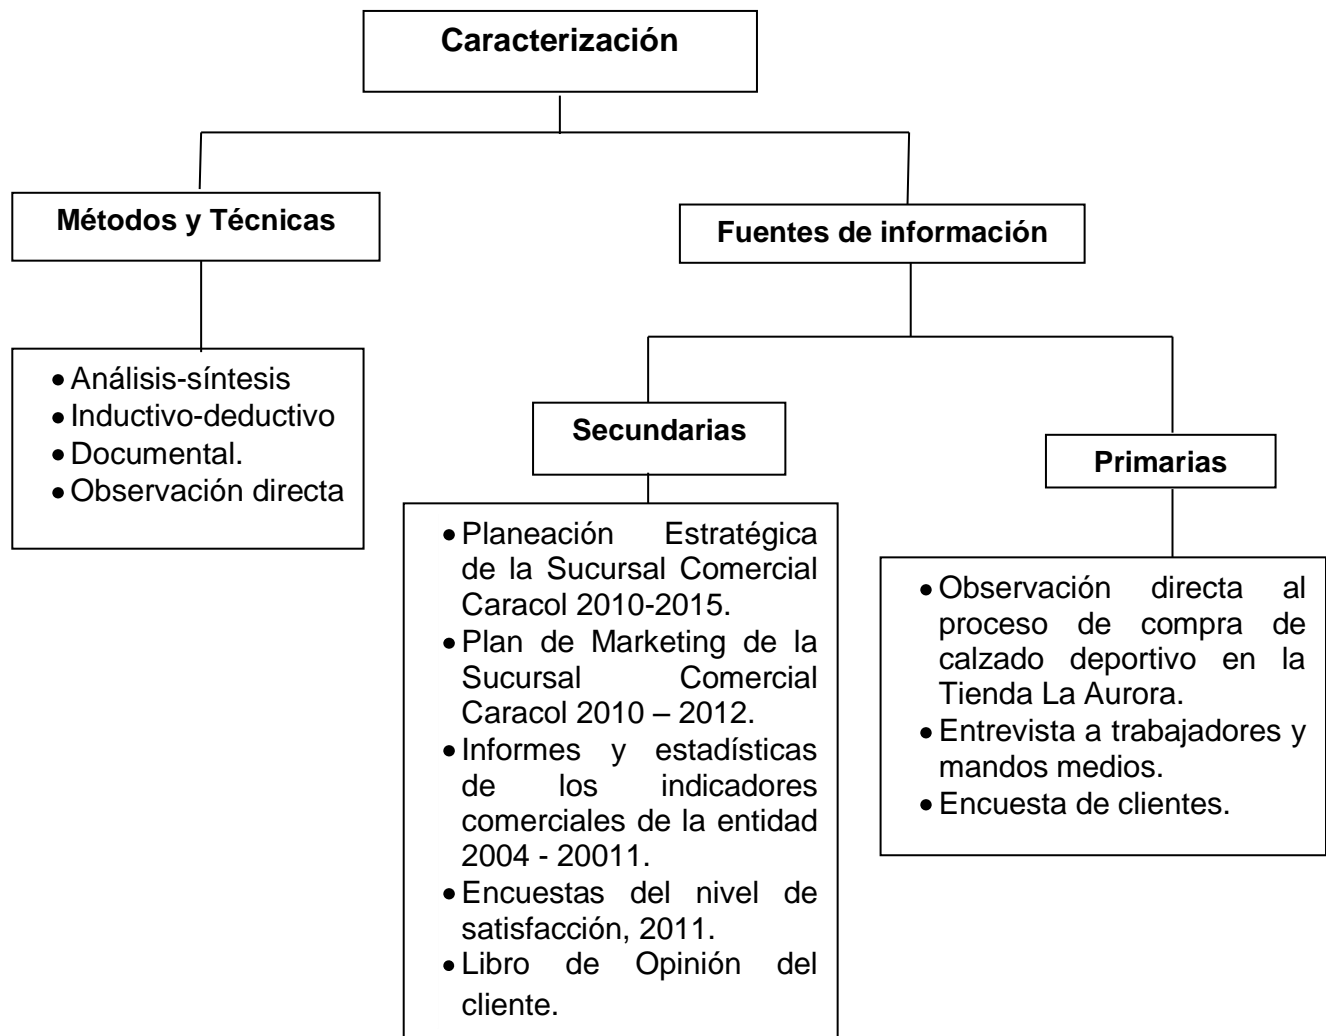 Caracterización
Métodos y Técnicas
Fuentes de información
• Análisis-síntesis
• Inductivo-deductivo
• Documental.
• Observación directa
Secundarias
Primarias
• Planeación Estratégica
de la Sucursal Comercial
Caracol 2010-2015.
• Plan de Marketing de la
Sucursal Comercial
Caracol 2010 – 2012.
• Informes y estadísticas
de los indicadores
comerciales de la entidad
2004 - 20011.
• Encuestas del nivel de
satisfacción, 2011.
• Libro de Opinión del
cliente.
• Observación directa al
proceso de compra de
calzado deportivo en la
Tienda La Aurora.
• Entrevista a trabajadores y
mandos medios.
• Encuesta de clientes.